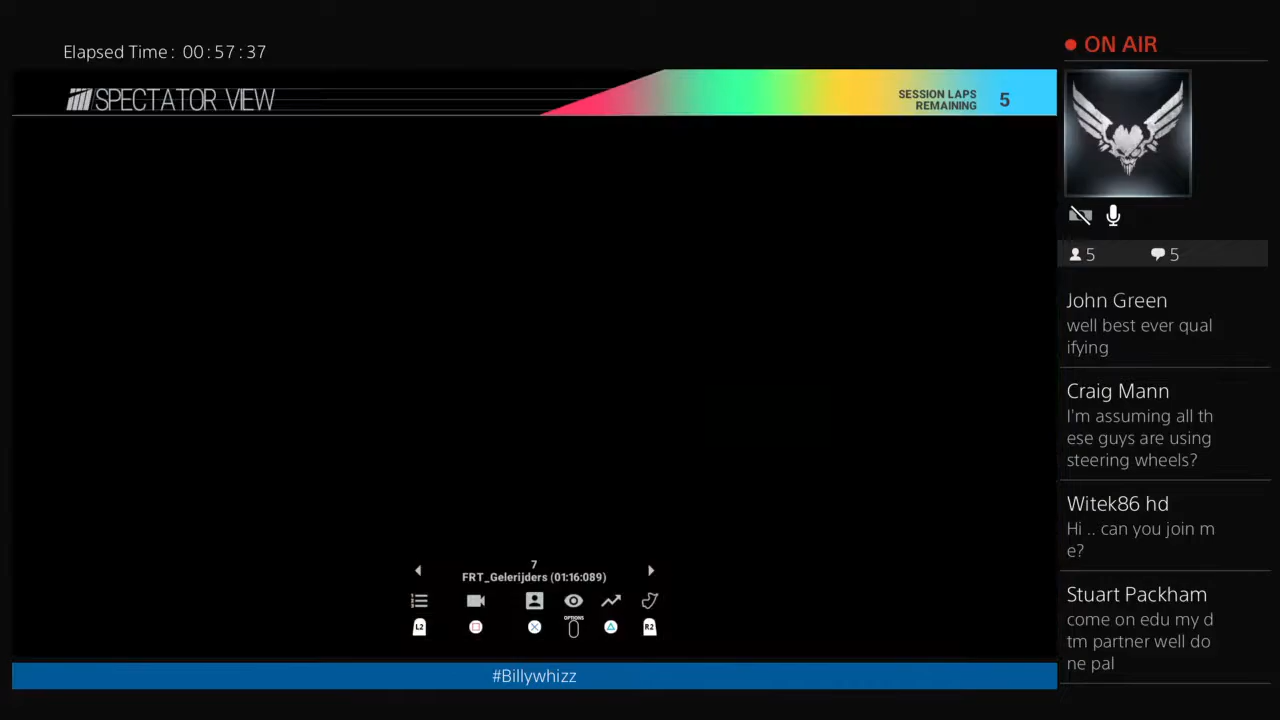 Elapsed Time: 00:57:37
ON AIR
SPECTATOR VIEW
SESSION LAPS
REMAINING
5
5
5
John Green
well best ever qual
ifying
Craig Mann
I'm assuming all th
ese guys are using
steering wheels?
Witek86 hd
Hi .. can you join m
e?
Stuart Packham
come on edu my d
tm partner well do
ne pal
7
FRT_Gelerijders (01:16:089)
L2
OPTIONS
R2
#Billywhizz